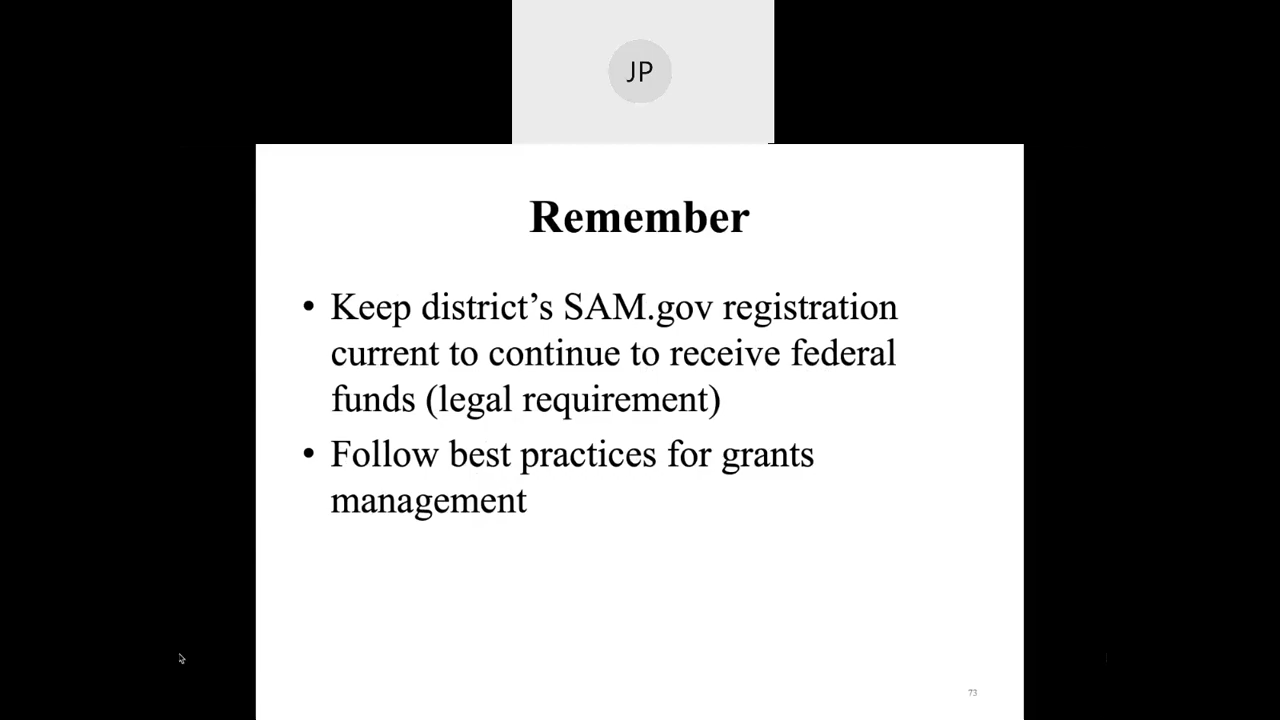 JP
Remember
• Keep district’s SAM.gov registration
current to continue to receive federal
funds (legal requirement)
• Follow best practices for grants
management
73